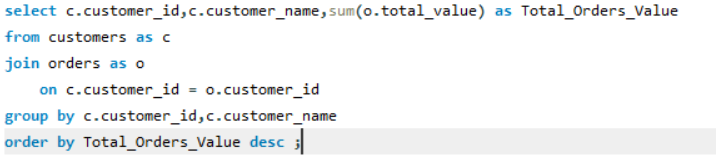 select c.customer_id,c.customer_name,sum(o.total_value) as Total_Orders_Value
from customers as c
join orders as o
on c.customer_id = o.customer_id
group by c.customer_id,c.customer_name
order by Total_Orders_Value desc ;